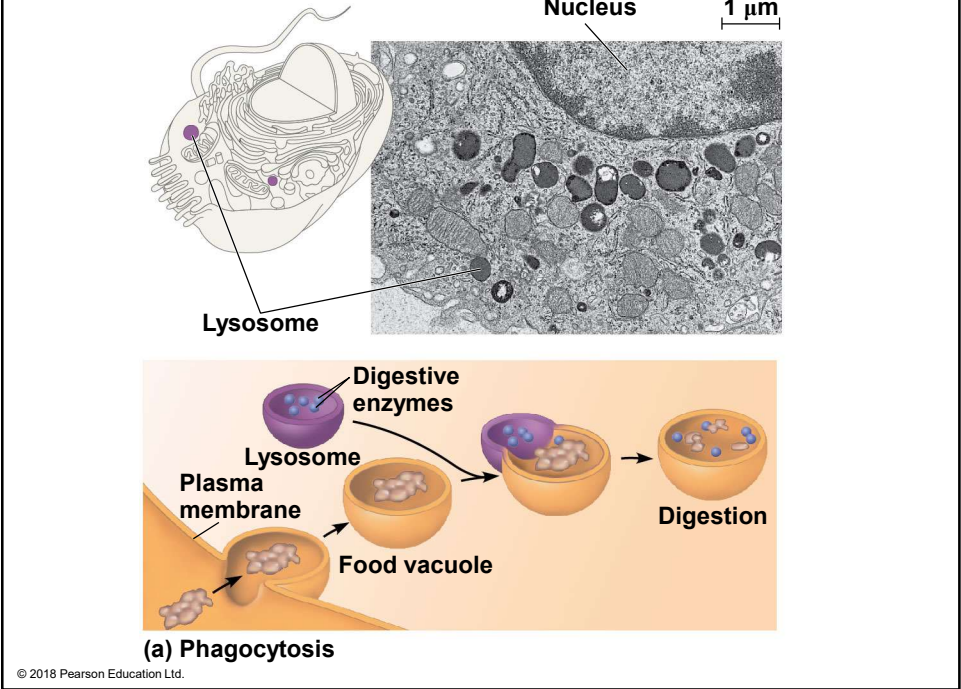 Nucleus
1 μm
Lysosome
Digestive
enzymes
Lysosome
Plasma
membrane
Food vacuole
Digestion
(a) Phagocytosis
© 2018 Pearson Education Ltd.